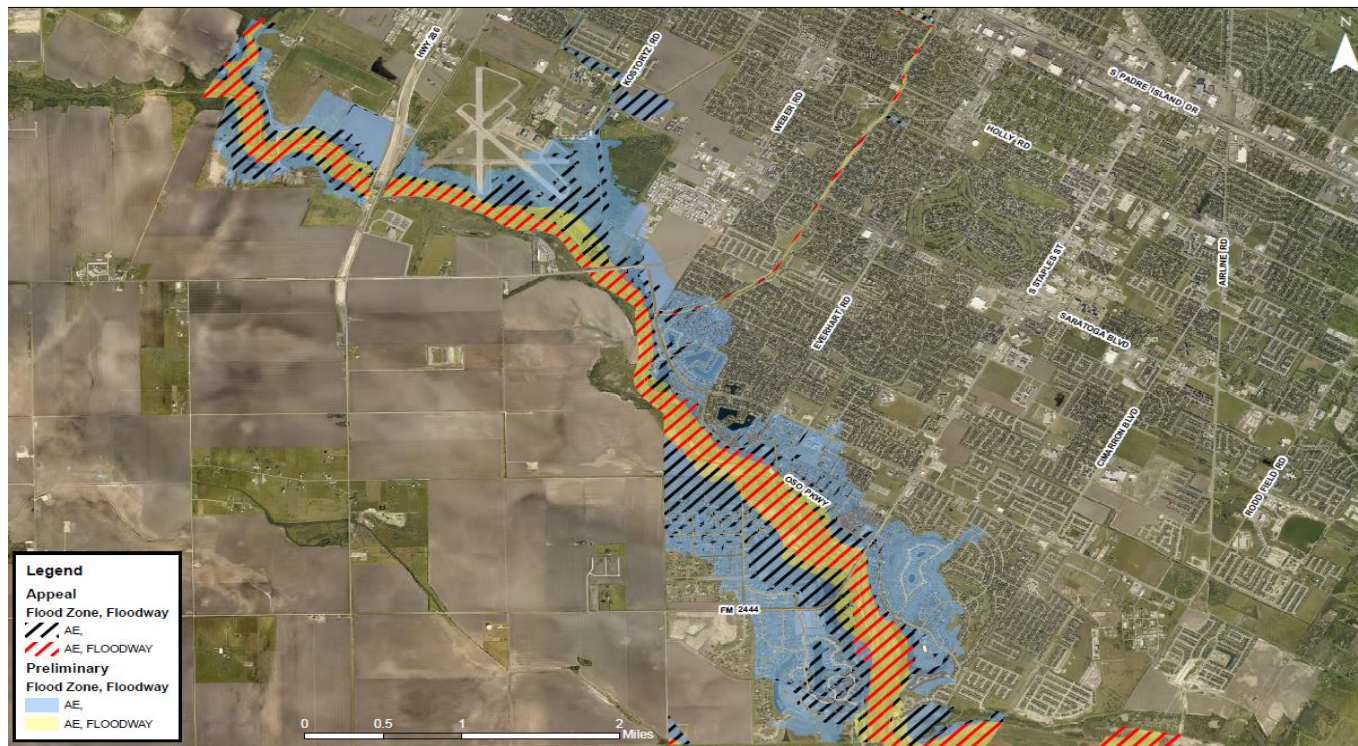 N
HWY 286
KOSTORYZ RD
WEBER RD
S PADRE ISLAND DR
HOLLY RD
S STAPLES ST
AIRLINE RD
EVERHART RD
SARATOGA BLVD
CIMARRON BLVD
RODD FIELD RD
OSO PKWY
FM 2444
Legend
Appeal
Flood Zone, Floodway
AE,
AE, FLOODWAY
Preliminary
Flood Zone, Floodway
AE,
AE, FLOODWAY
0 0.5 1 2
Miles